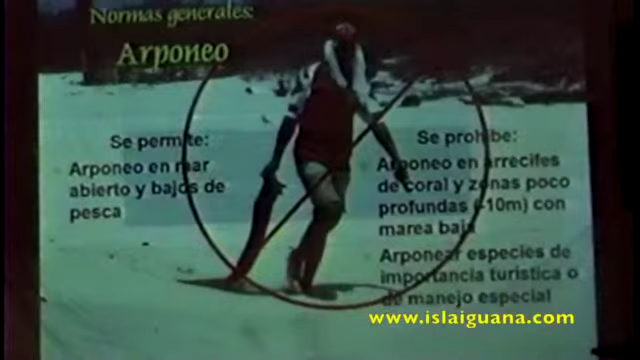 Normas generales:
Arponeo
Se permite:
Arponeo en mar
abierto y bajos de
pesca
Se prohibe:
Arponeo en arrecifes
de coral y zonas poco
profundas (-10m) con
marea baja
Arponear especies de
importancia turistica o
de manejo especial
www.islaiguana.com